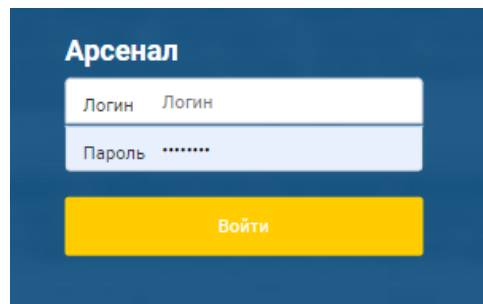 Арсенал
Логин Логин
Пароль ••••••••
Войти